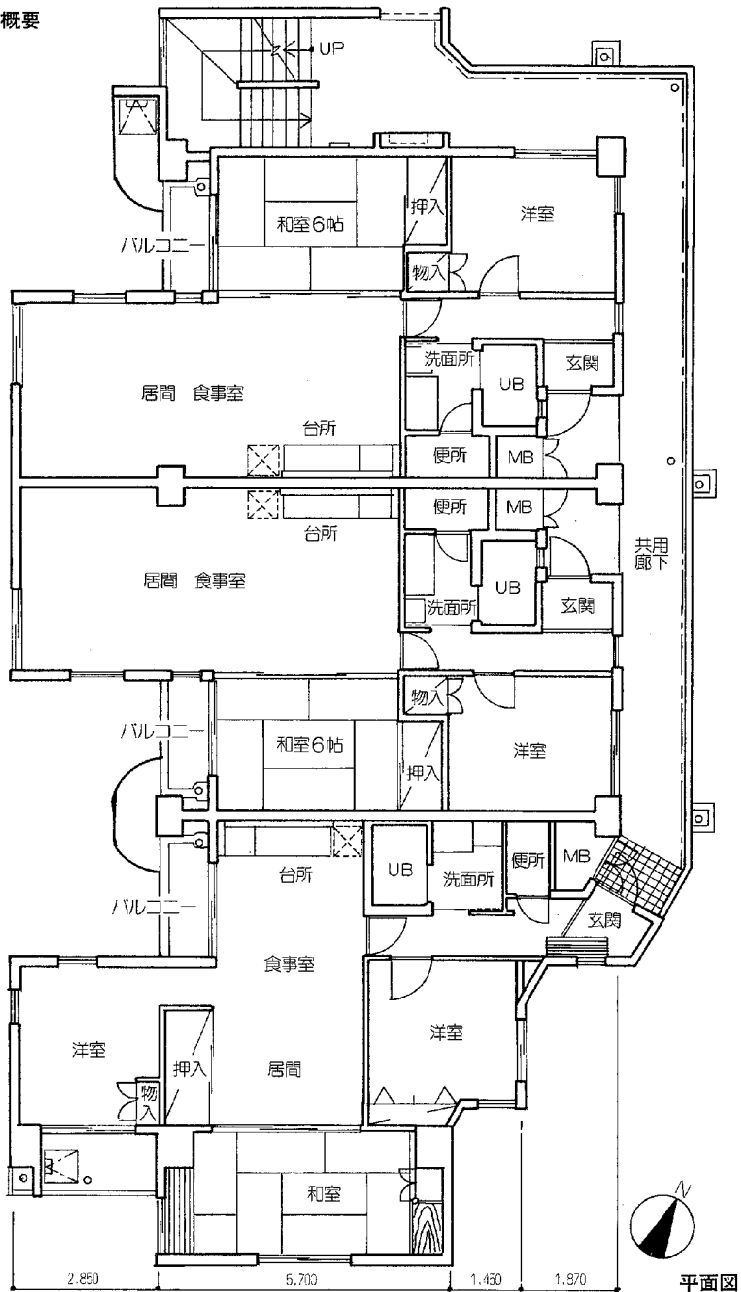 概要
UP
和室6帖
押入
洋室
バルコニー
物入
洗面所
UB
玄関
居間 食事室
台所
便所
MB
便所
MB
台所
共用
廊下
居間 食事室
UB
洗面所
玄関
物入
バルコニー
和室6帖
押入
洋室
台所
UB
洗面所
便所
MB
バルコニー
玄関
食事室
洋室
押入
居間
洋室
物入
和室
N
2.850
5.700
1.450
1.870
平面図